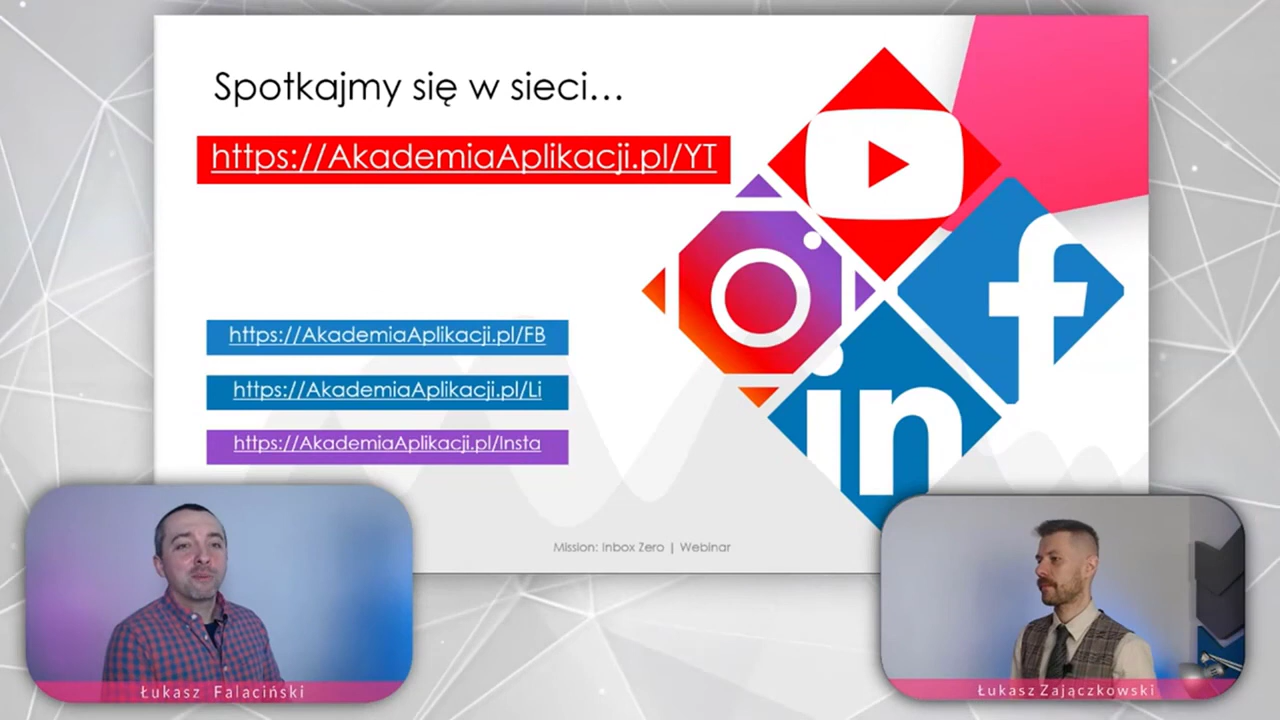 Spotkajmy się w sieci...
https://AkademiaAplikacji.pl/YT
https://AkademiaAplikacji.pl/FB
https://AkademiaAplikacji.pl/Li
https://AkademiaAplikacji.pl/Insta
in
Mission: Inbox Zero | Webinar
Łukasz Falaciński
Łukasz Zajączkowski